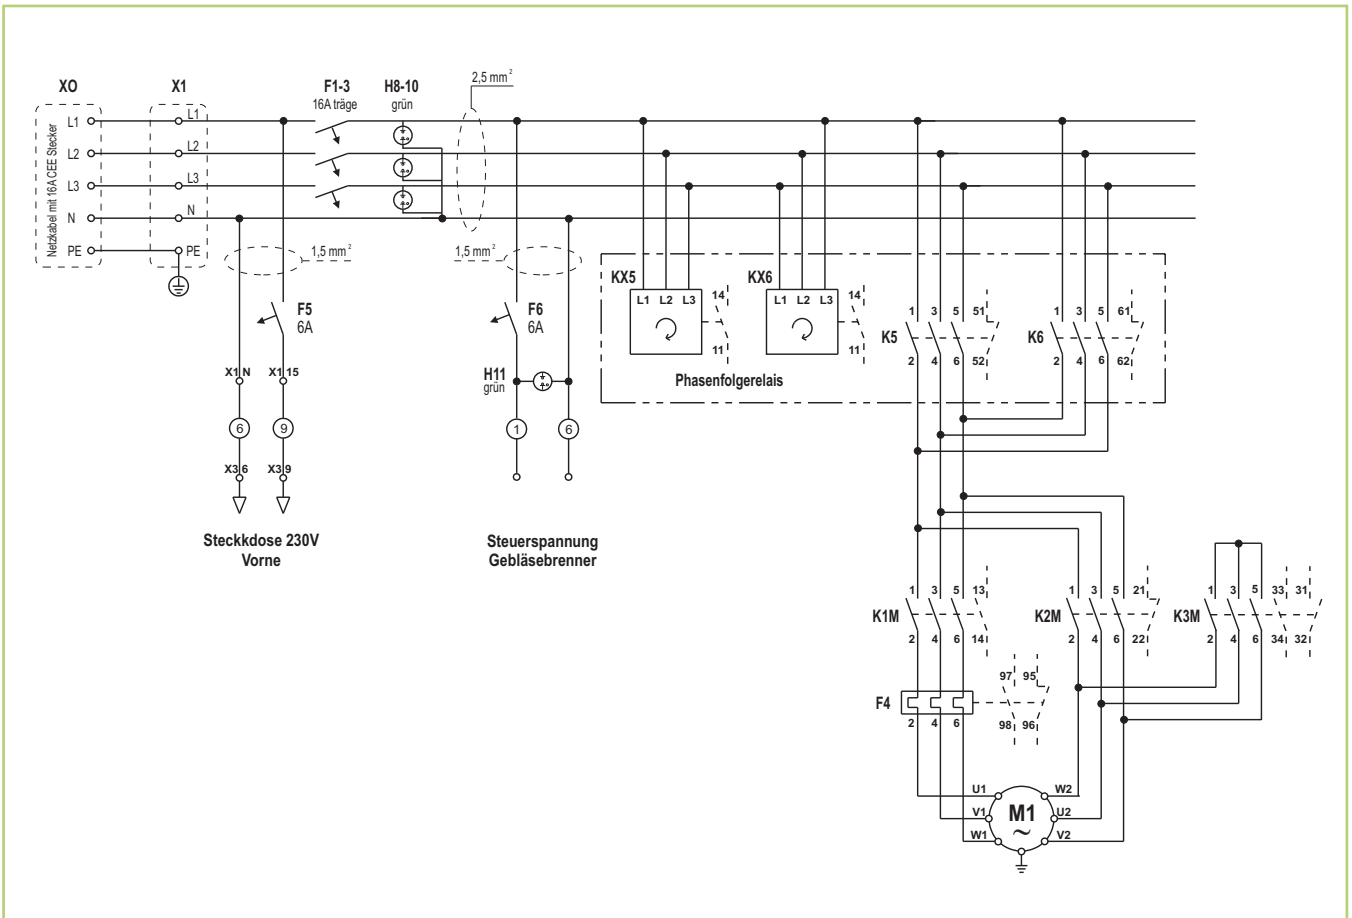 XO
X1
F1-3
16A träge
H8-10
grün
2,5 mm²
Netzkabel mit 16A CEE Stecker
L1
L2
L3
N
PE
L1
L2
L3
N
PE
1,5 mm²
1,5 mm²
F5
6A
F6
6A
X1 N
X1 15
H11
grün
6
9
1
6
X3 6
X3 9
Steckkdose 230V
Vorne
Steuerspannung
Gebläsebrenner
KX5
L1 L2 L3
14
11
KX6
L1 L2 L3
14
11
Phasenfolgerelais
K5
1 3 5 51
2 4 6 52
K6
1 3 5 61
2 4 6 62
K1M
1 3 5 13
2 4 6 14
K2M
1 3 5 21
2 4 6 22
K3M
1 3 5 33 31
2 4 6 34 32
F4
2 4 6
97 95
98 96
U1
V1
W1
M1
~
W2
U2
V2